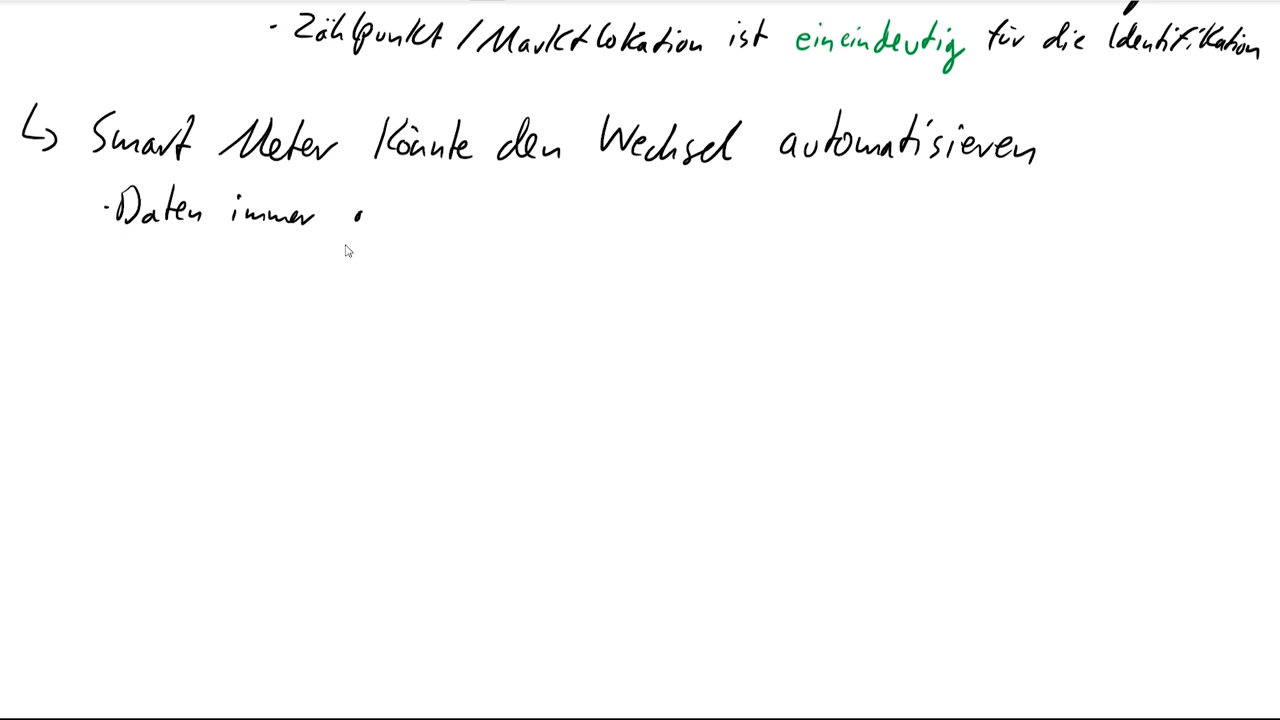 · Zählpunkt / Marktlokation ist eineindeutig für die Identifikation
↳ Smart Meter könnte den Wechsel automatisieren
· Daten immer